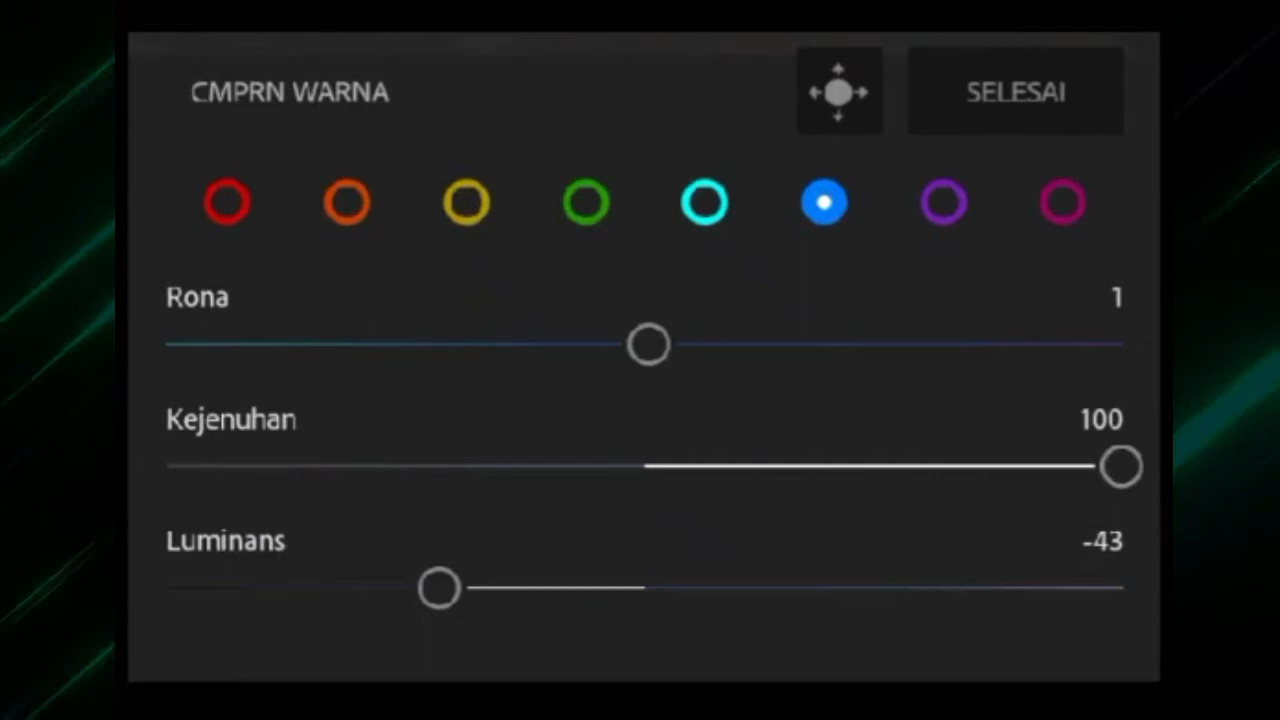 CMPRN WARNA
SELESAI
Rona
1
Kejenuhan
100
Luminans
-43